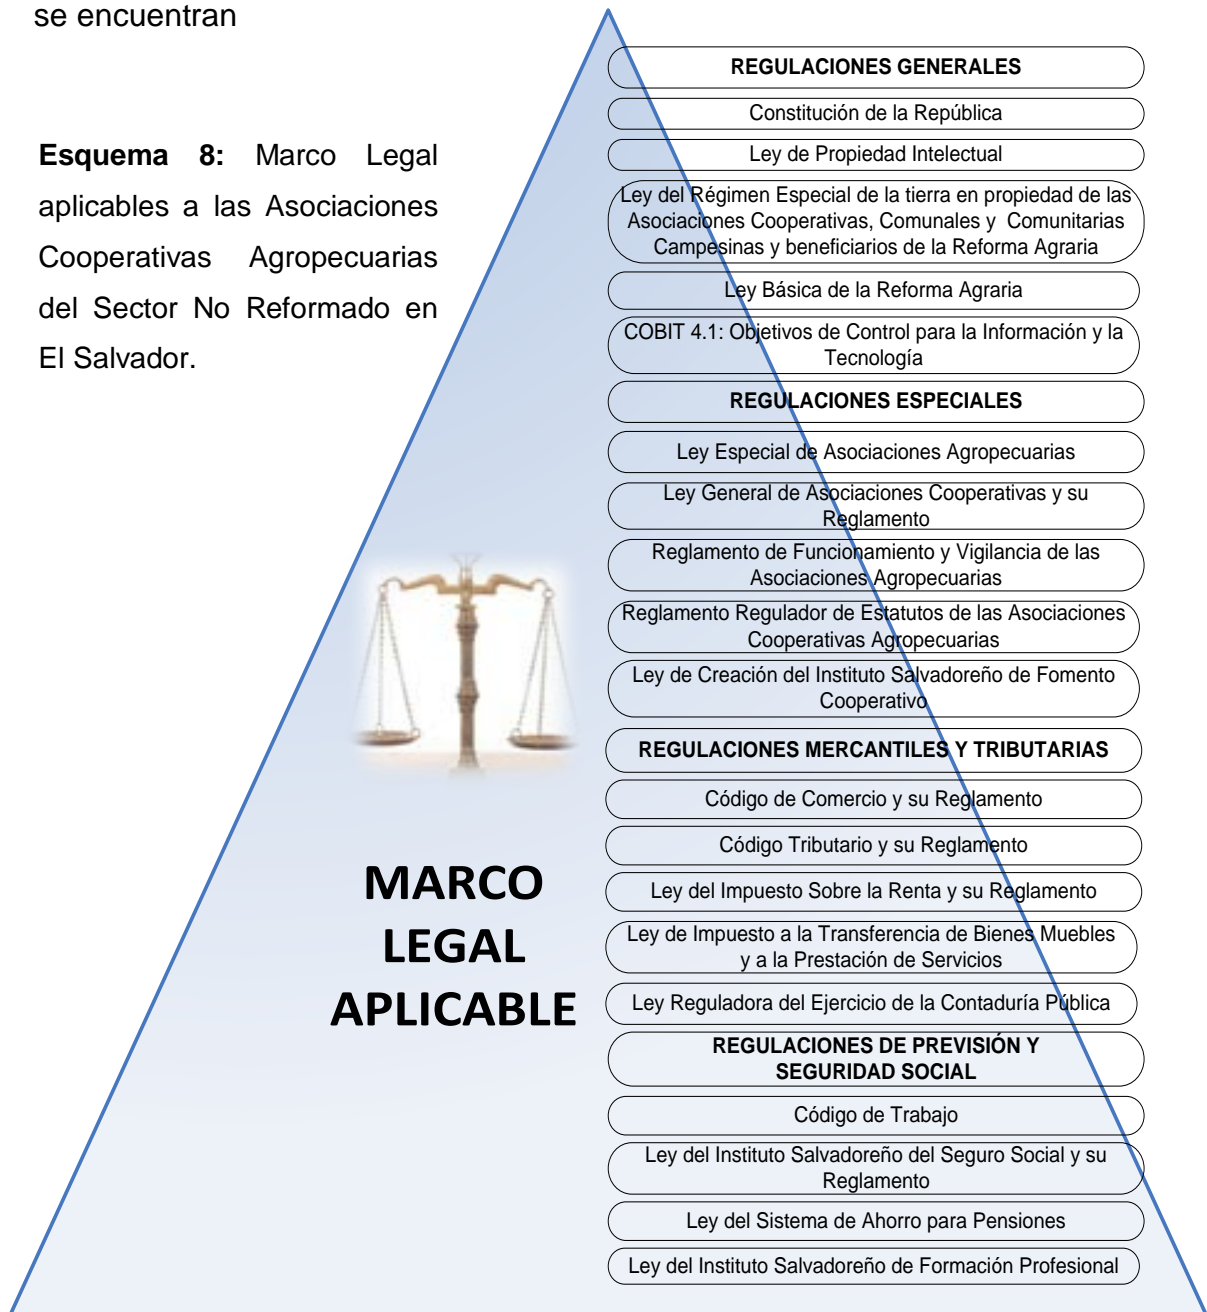 se encuentran
Esquema 8: Marco Legal
aplicables a las Asociaciones
Cooperativas Agropecuarias
del Sector No Reformado en
El Salvador.
REGULACIONES GENERALES
Constitución de la República
Ley de Propiedad Intelectual
Ley del Régimen Especial de la tierra en propiedad de las
Asociaciones Cooperativas, Comunales y Comunitarias
Campesinas y beneficiarios de la Reforma Agraria
Ley Básica de la Reforma Agraria
COBIT 4.1: Objetivos de Control para la Información y la
Tecnología
REGULACIONES ESPECIALES
Ley Especial de Asociaciones Agropecuarias
Ley General de Asociaciones Cooperativas y su
Reglamento
Reglamento de Funcionamiento y Vigilancia de las
Asociaciones Agropecuarias
Reglamento Regulador de Estatutos de las Asociaciones
Cooperativas Agropecuarias
Ley de Creación del Instituto Salvadoreño de Fomento
Cooperativo
REGULACIONES MERCANTILES Y TRIBUTARIAS
Código de Comercio y su Reglamento
Código Tributario y su Reglamento
Ley del Impuesto Sobre la Renta y su Reglamento
Ley de Impuesto a la Transferencia de Bienes Muebles
y a la Prestación de Servicios
Ley Reguladora del Ejercicio de la Contaduría Pública
REGULACIONES DE PREVISIÓN Y
SEGURIDAD SOCIAL
Código de Trabajo
Ley del Instituto Salvadoreño del Seguro Social y su
Reglamento
Ley del Sistema de Ahorro para Pensiones
Ley del Instituto Salvadoreño de Formación Profesional
MARCO
LEGAL
APLICABLE